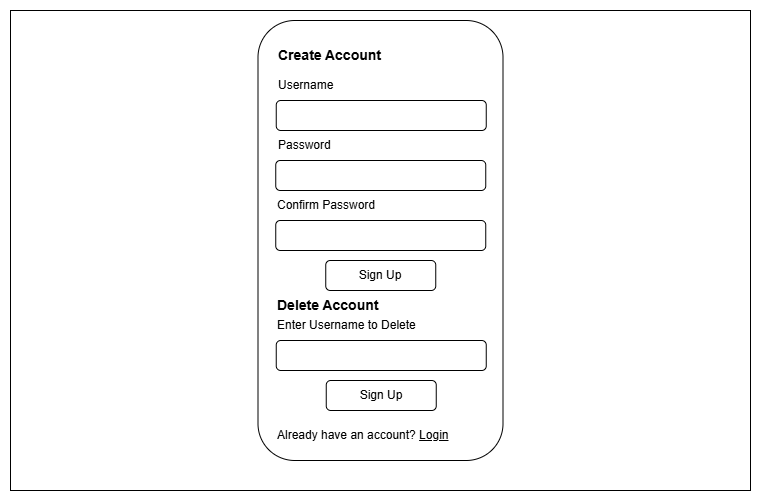 Create Account
Username
Password
Confirm Password
Sign Up
Delete Account
Enter Username to Delete
Sign Up
Already have an account? Login